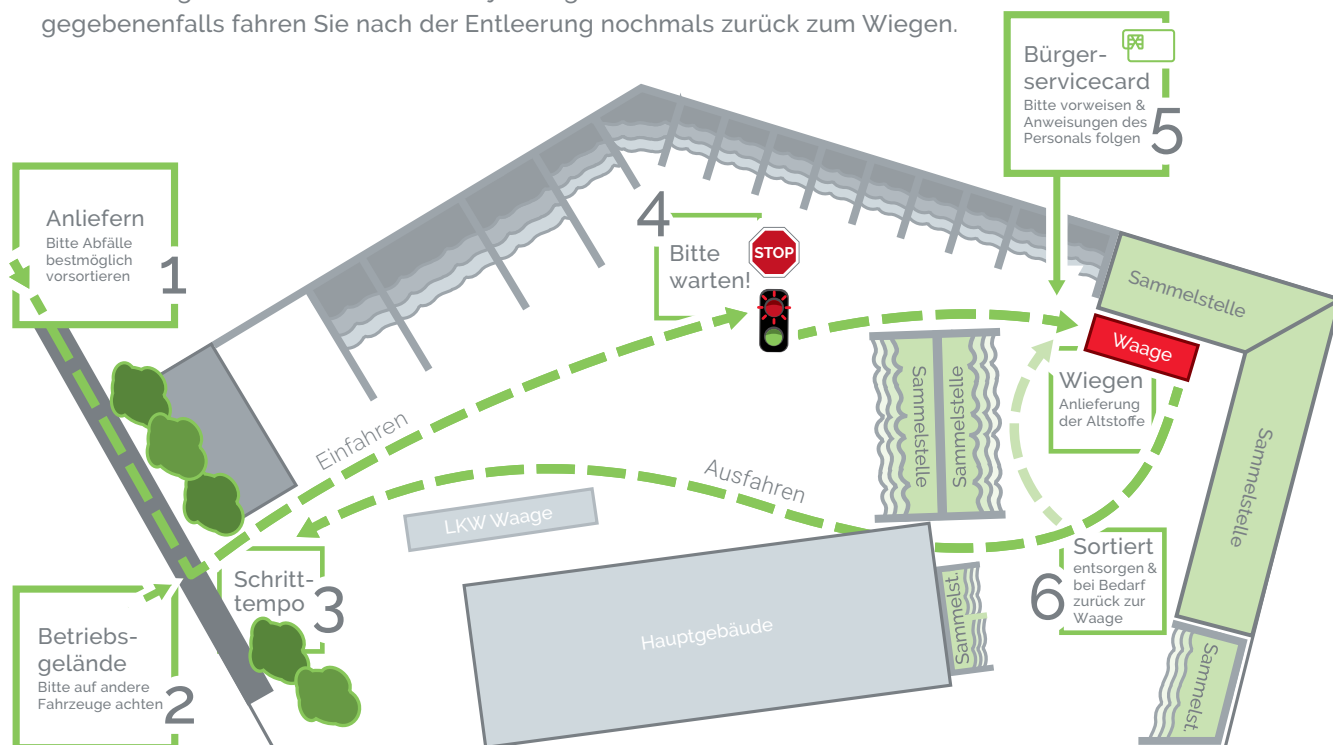 gegebenenfalls fahren Sie nach der Entleerung nochmals zurück zum Wiegen.
Bürger-
servicecard
Bitte vorweisen &
Anweisungen des
Personals folgen
5
Anliefern
Bitte Abfälle
bestmöglich
vorsortieren
1
4
Bitte
warten!
STOP
Sammelstelle
Waage
Wiegen
Anlieferung
der Altstoffe
Sammelstelle
Sammelstelle
Sammelstelle
Einfahren
Ausfahren
LKW Waage
Schritt-
tempo
3
Betriebs-
gelände
Bitte auf andere
Fahrzeuge achten
2
Hauptgebäude
Sammelst.
Sortiert
entsorgen &
bei Bedarf
zurück zur
Waage
6
Sammelst.